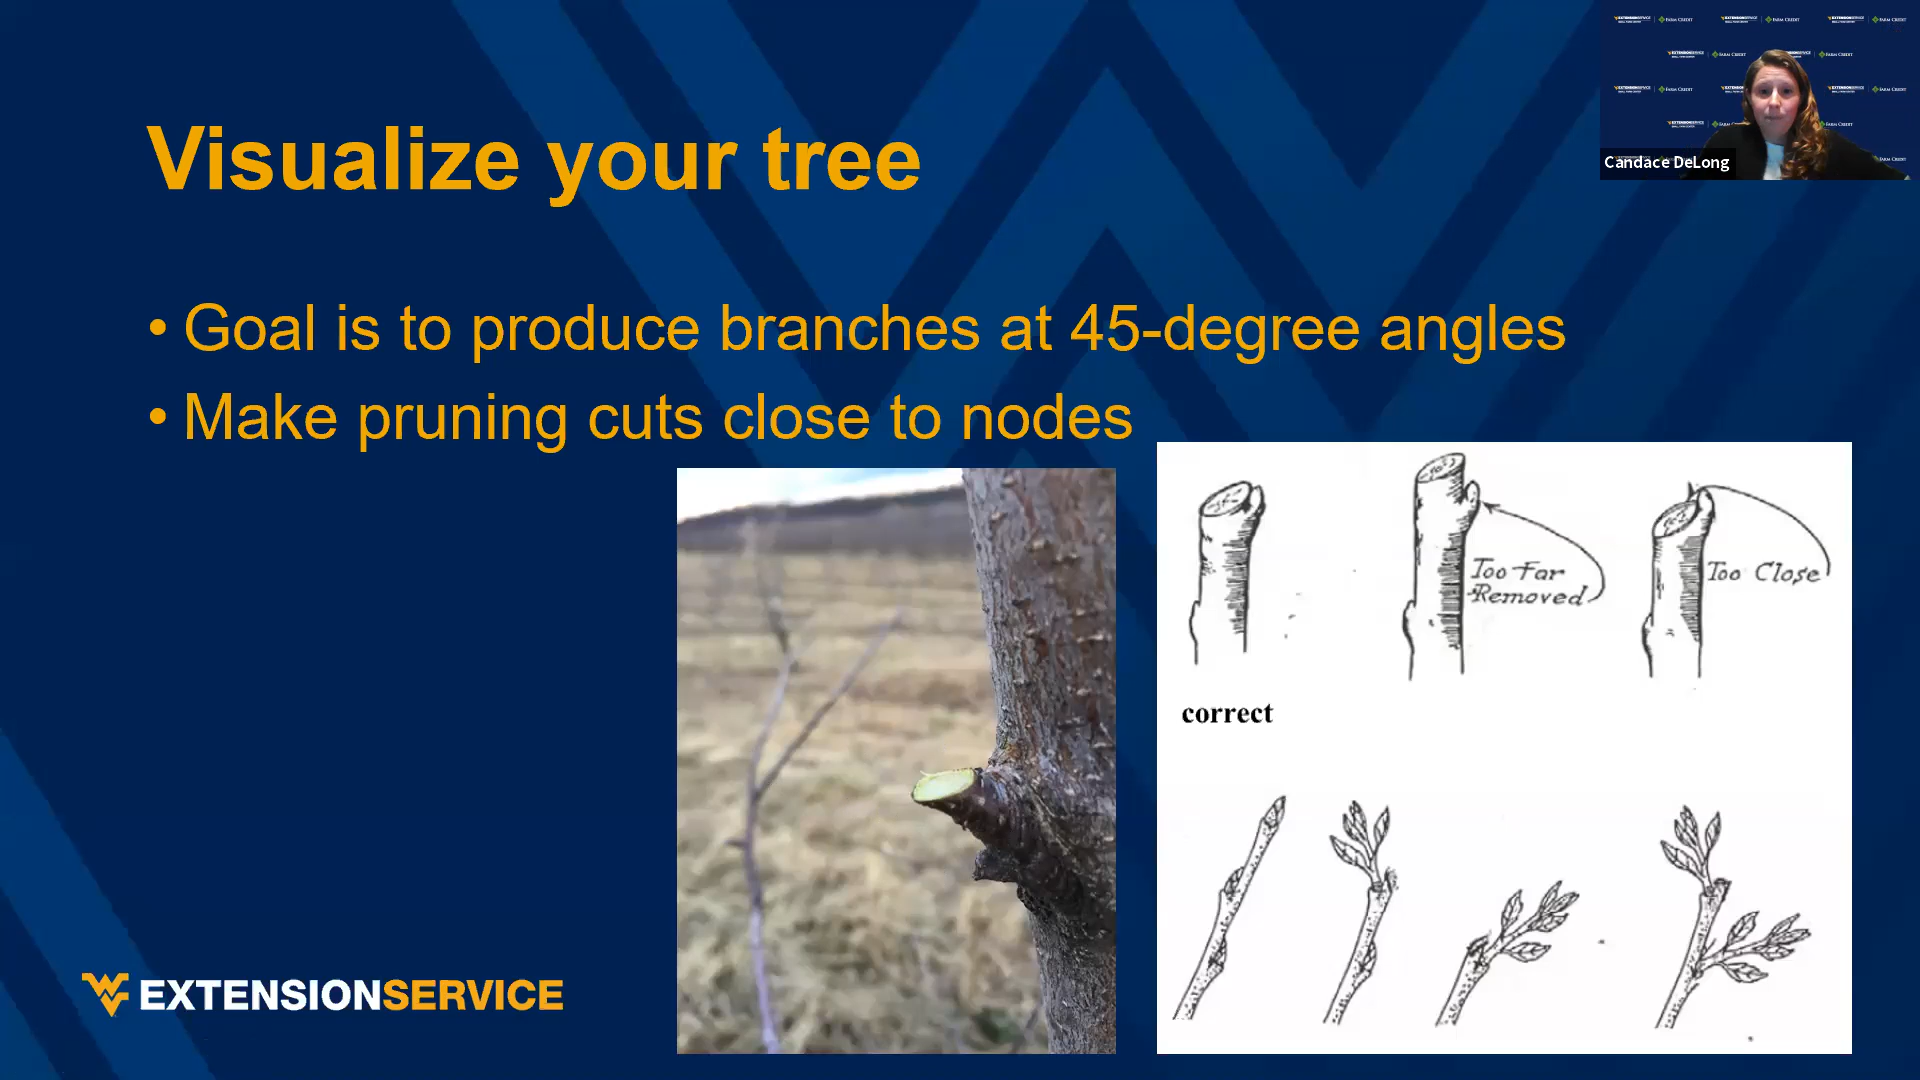 Visualize your tree
• Goal is to produce branches at 45-degree angles
• Make pruning cuts close to nodes
Too Far
Removed
Too Close
correct
EXTENSIONSERVICE
Candace DeLong